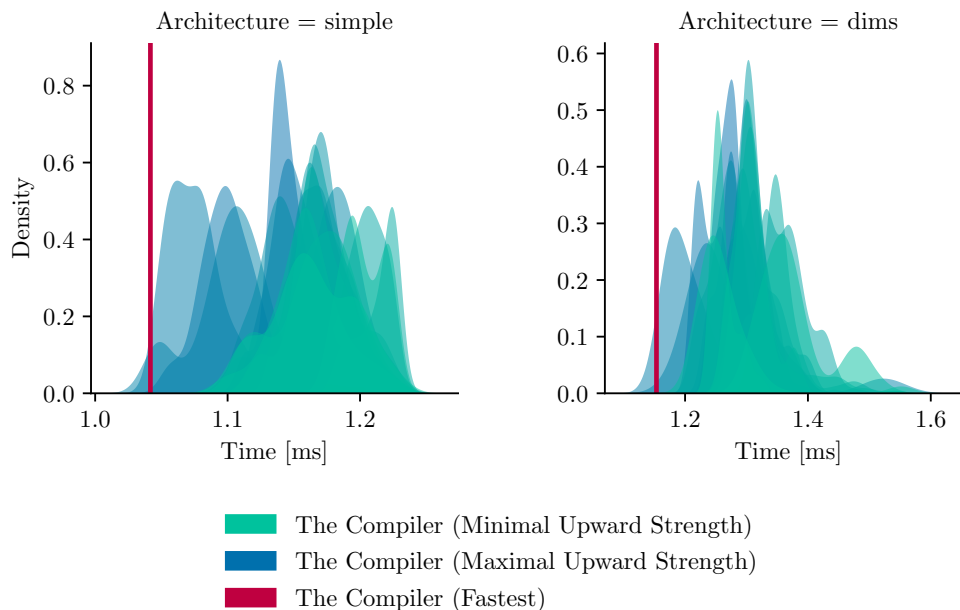 Architecture = simple
Architecture = dims
Density
0.8
0.6
0.4
0.2
0.0
1.0 1.1 1.2
Time [ms]
0.6
0.5
0.4
0.3
0.2
0.1
0.0
1.2 1.4 1.6
Time [ms]
The Compiler (Minimal Upward Strength)
The Compiler (Maximal Upward Strength)
The Compiler (Fastest)